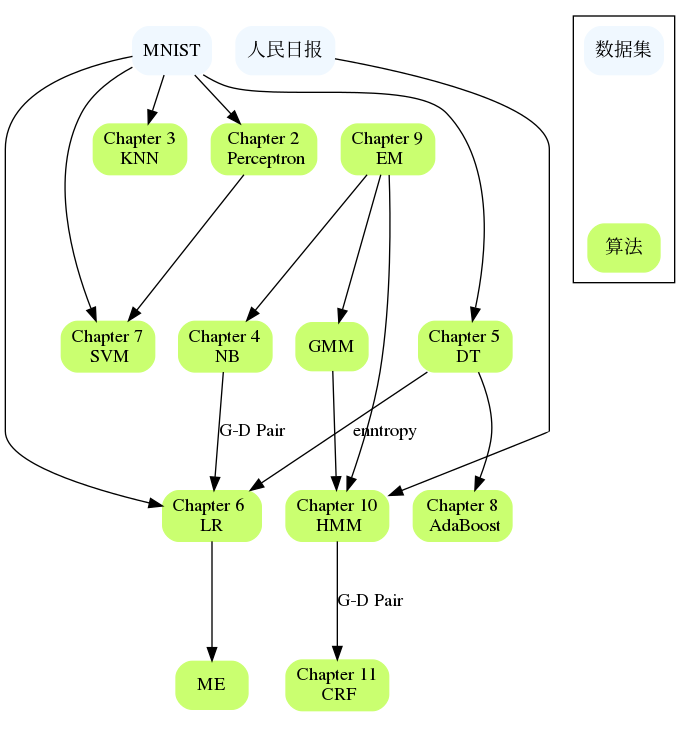 MNIST
人民日报
数据集
Chapter 3
KNN
Chapter 2
Perceptron
Chapter 9
EM
算法
Chapter 7
SVM
Chapter 4
NB
GMM
Chapter 5
DT
G-D Pair
enntropy
Chapter 6
LR
Chapter 10
HMM
Chapter 8
AdaBoost
G-D Pair
ME
Chapter 11
CRF